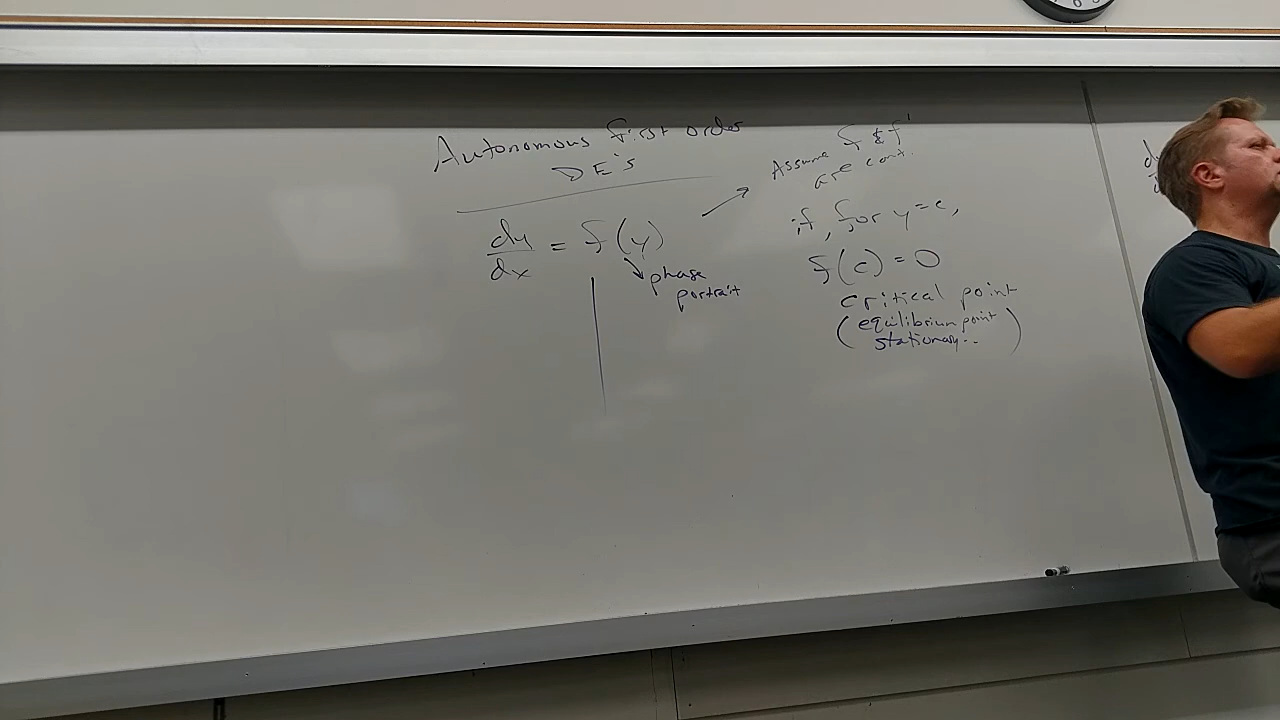 Autonomous first order
DE's
dy/dx = f(y)
phase
portrait
Assume f & f'
are cont.
if, for y=c,
f(c) = 0
critical point
(equilibrium point
stationary..)